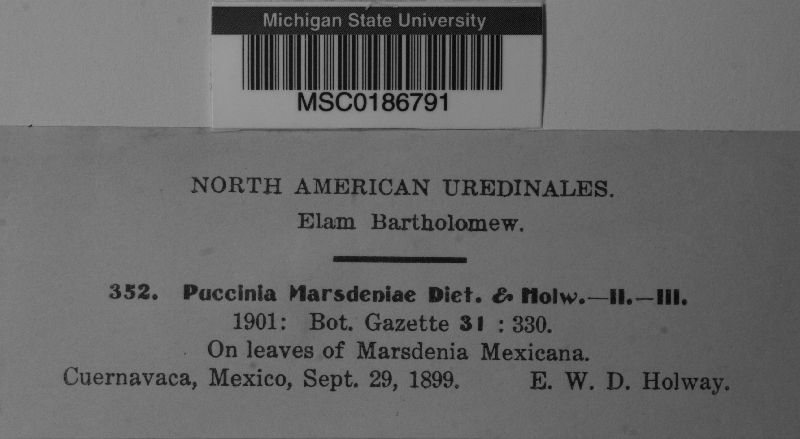 Michigan State University
MSC0186791
NORTH AMERICAN UREDINALES.
Elam Bartholomew.
352. Puccinia Marsdeniae Diet. & Holw.—II.—III.
1901: Bot. Gazette 31 : 330.
On leaves of Marsdenia Mexicana.
Cuernavaca, Mexico, Sept. 29, 1899. E. W. D. Holway.